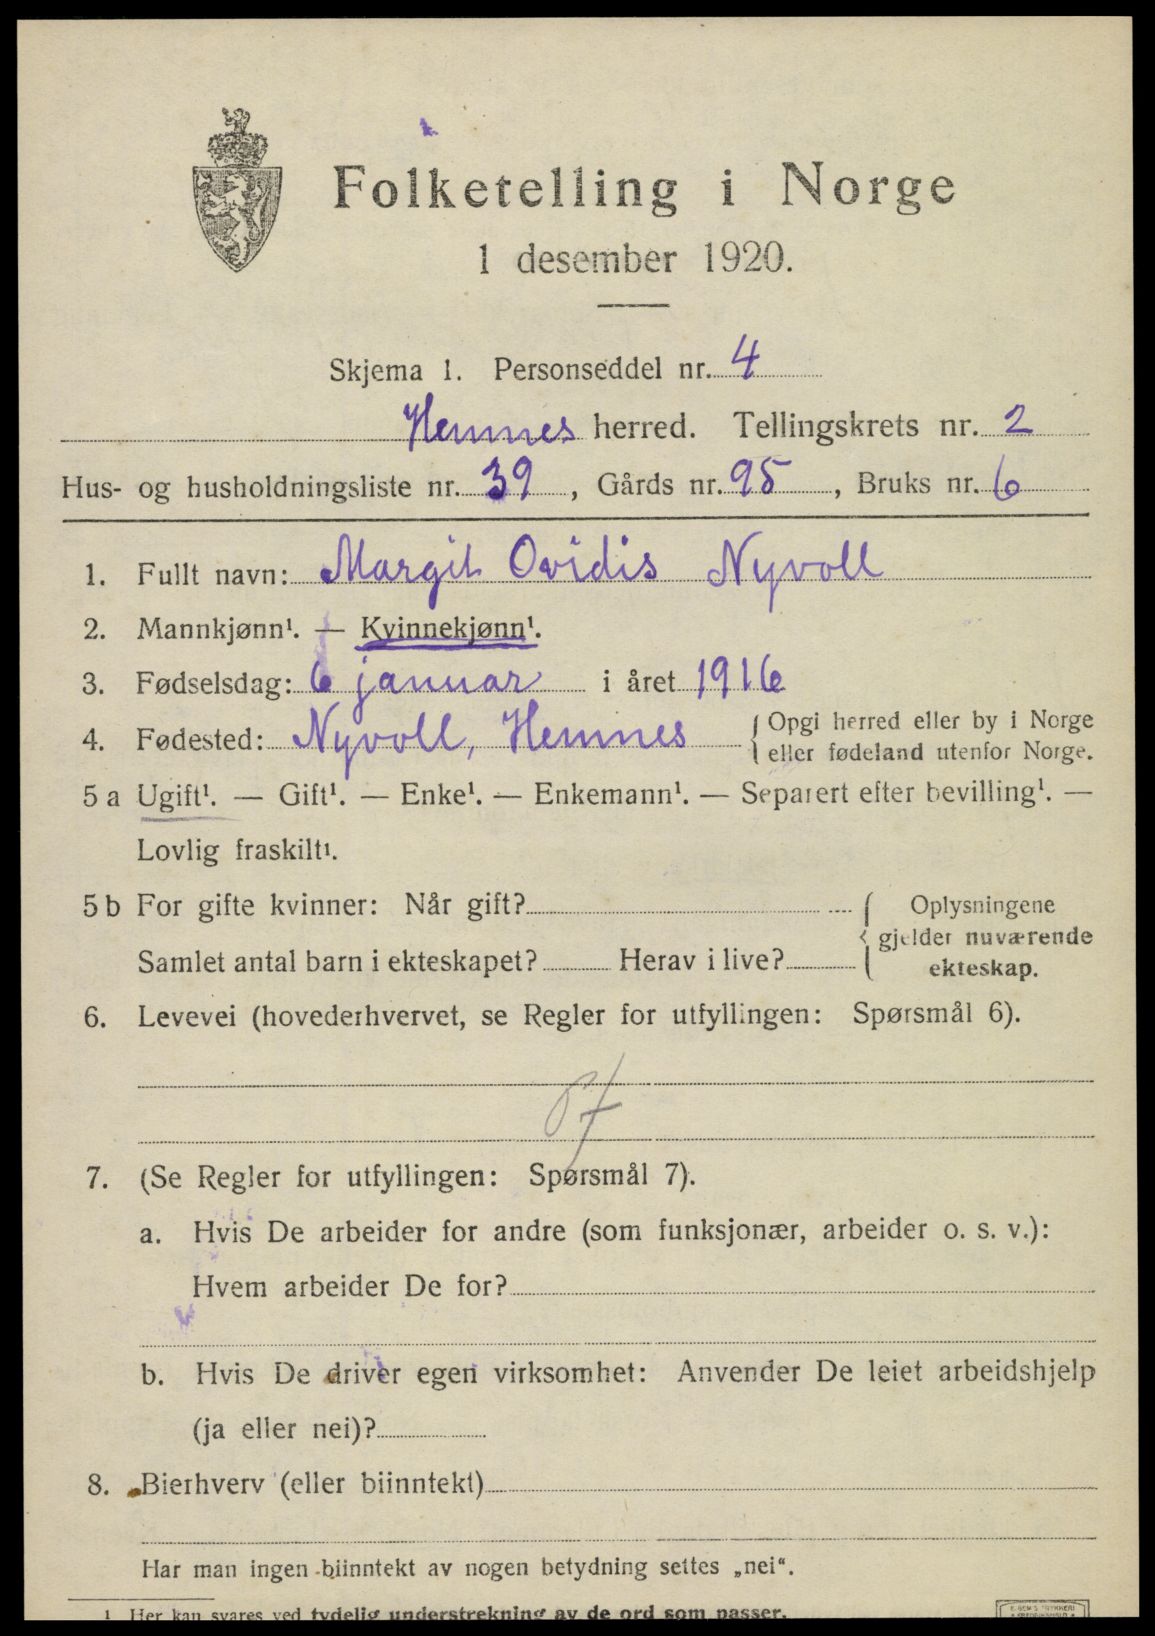 Folketelling i Norge
1 desember 1920.
Skjema 1. Personseddel nr. 4
Hemnes herred. Tellingskrets nr. 2
Hus- og husholdningsliste nr. 39, Gårds nr. 95, Bruks nr. 6
1. Fullt navn: Margit Ovidis Nyvoll
2. Mannkjønn¹. — Kvinnekjønn¹.
3. Fødselsdag: 6 januar i året 1916
4. Fødested: Nyvoll, Hemnes { Opgi herred eller by i Norge
eller fødeland utenfor Norge.
5 a Ugift¹. — Gift¹. — Enke¹. — Enkemann¹. — Separert efter bevilling¹. —
Lovlig fraskilt¹.
5 b For gifte kvinner: Når gift? { Oplysningene
gjelder nuværende
Samlet antal barn i ekteskapet? Herav i live? ekteskap.
6. Levevei (hovederhvervet, se Regler for utfyllingen: Spørsmål 6).
7. (Se Regler for utfyllingen: Spørsmål 7).
a. Hvis De arbeider for andre (som funksjonær, arbeider o. s. v.):
Hvem arbeider De for?
b. Hvis De driver egen virksomhet: Anvender De leiet arbeidshjelp
(ja eller nei)?
8. Bierhverv (eller biinntekt)
Har man ingen biinntekt av nogen betydning settes „nei“.
¹ Her kan svares ved tydelig understrekning av de ord som passer.